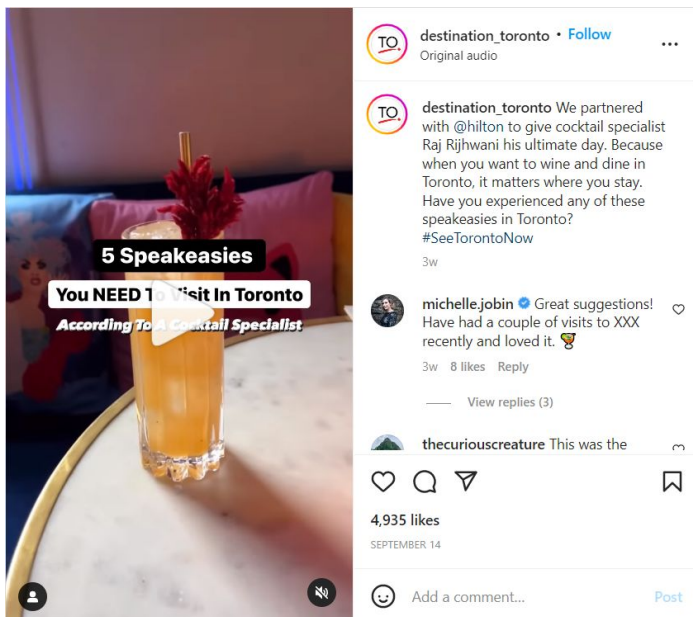 5 Speakeasies
You NEED To Visit In Toronto
According To A Cocktail Specialist
TO.
destination_toronto • Follow
Original audio
TO.
destination_toronto We partnered
with @hilton to give cocktail specialist
Raj Rijhwani his ultimate day. Because
when you want to wine and dine in
Toronto, it matters where you stay.
Have you experienced any of these
speakeasies in Toronto?
#SeeTorontoNow
3w
michelle.jobin Great suggestions!
Have had a couple of visits to XXX
recently and loved it. 🍹
3w 8 likes Reply
View replies (3)
thecuriouscreature This was the
4,935 likes
SEPTEMBER 14
Add a comment...
Post